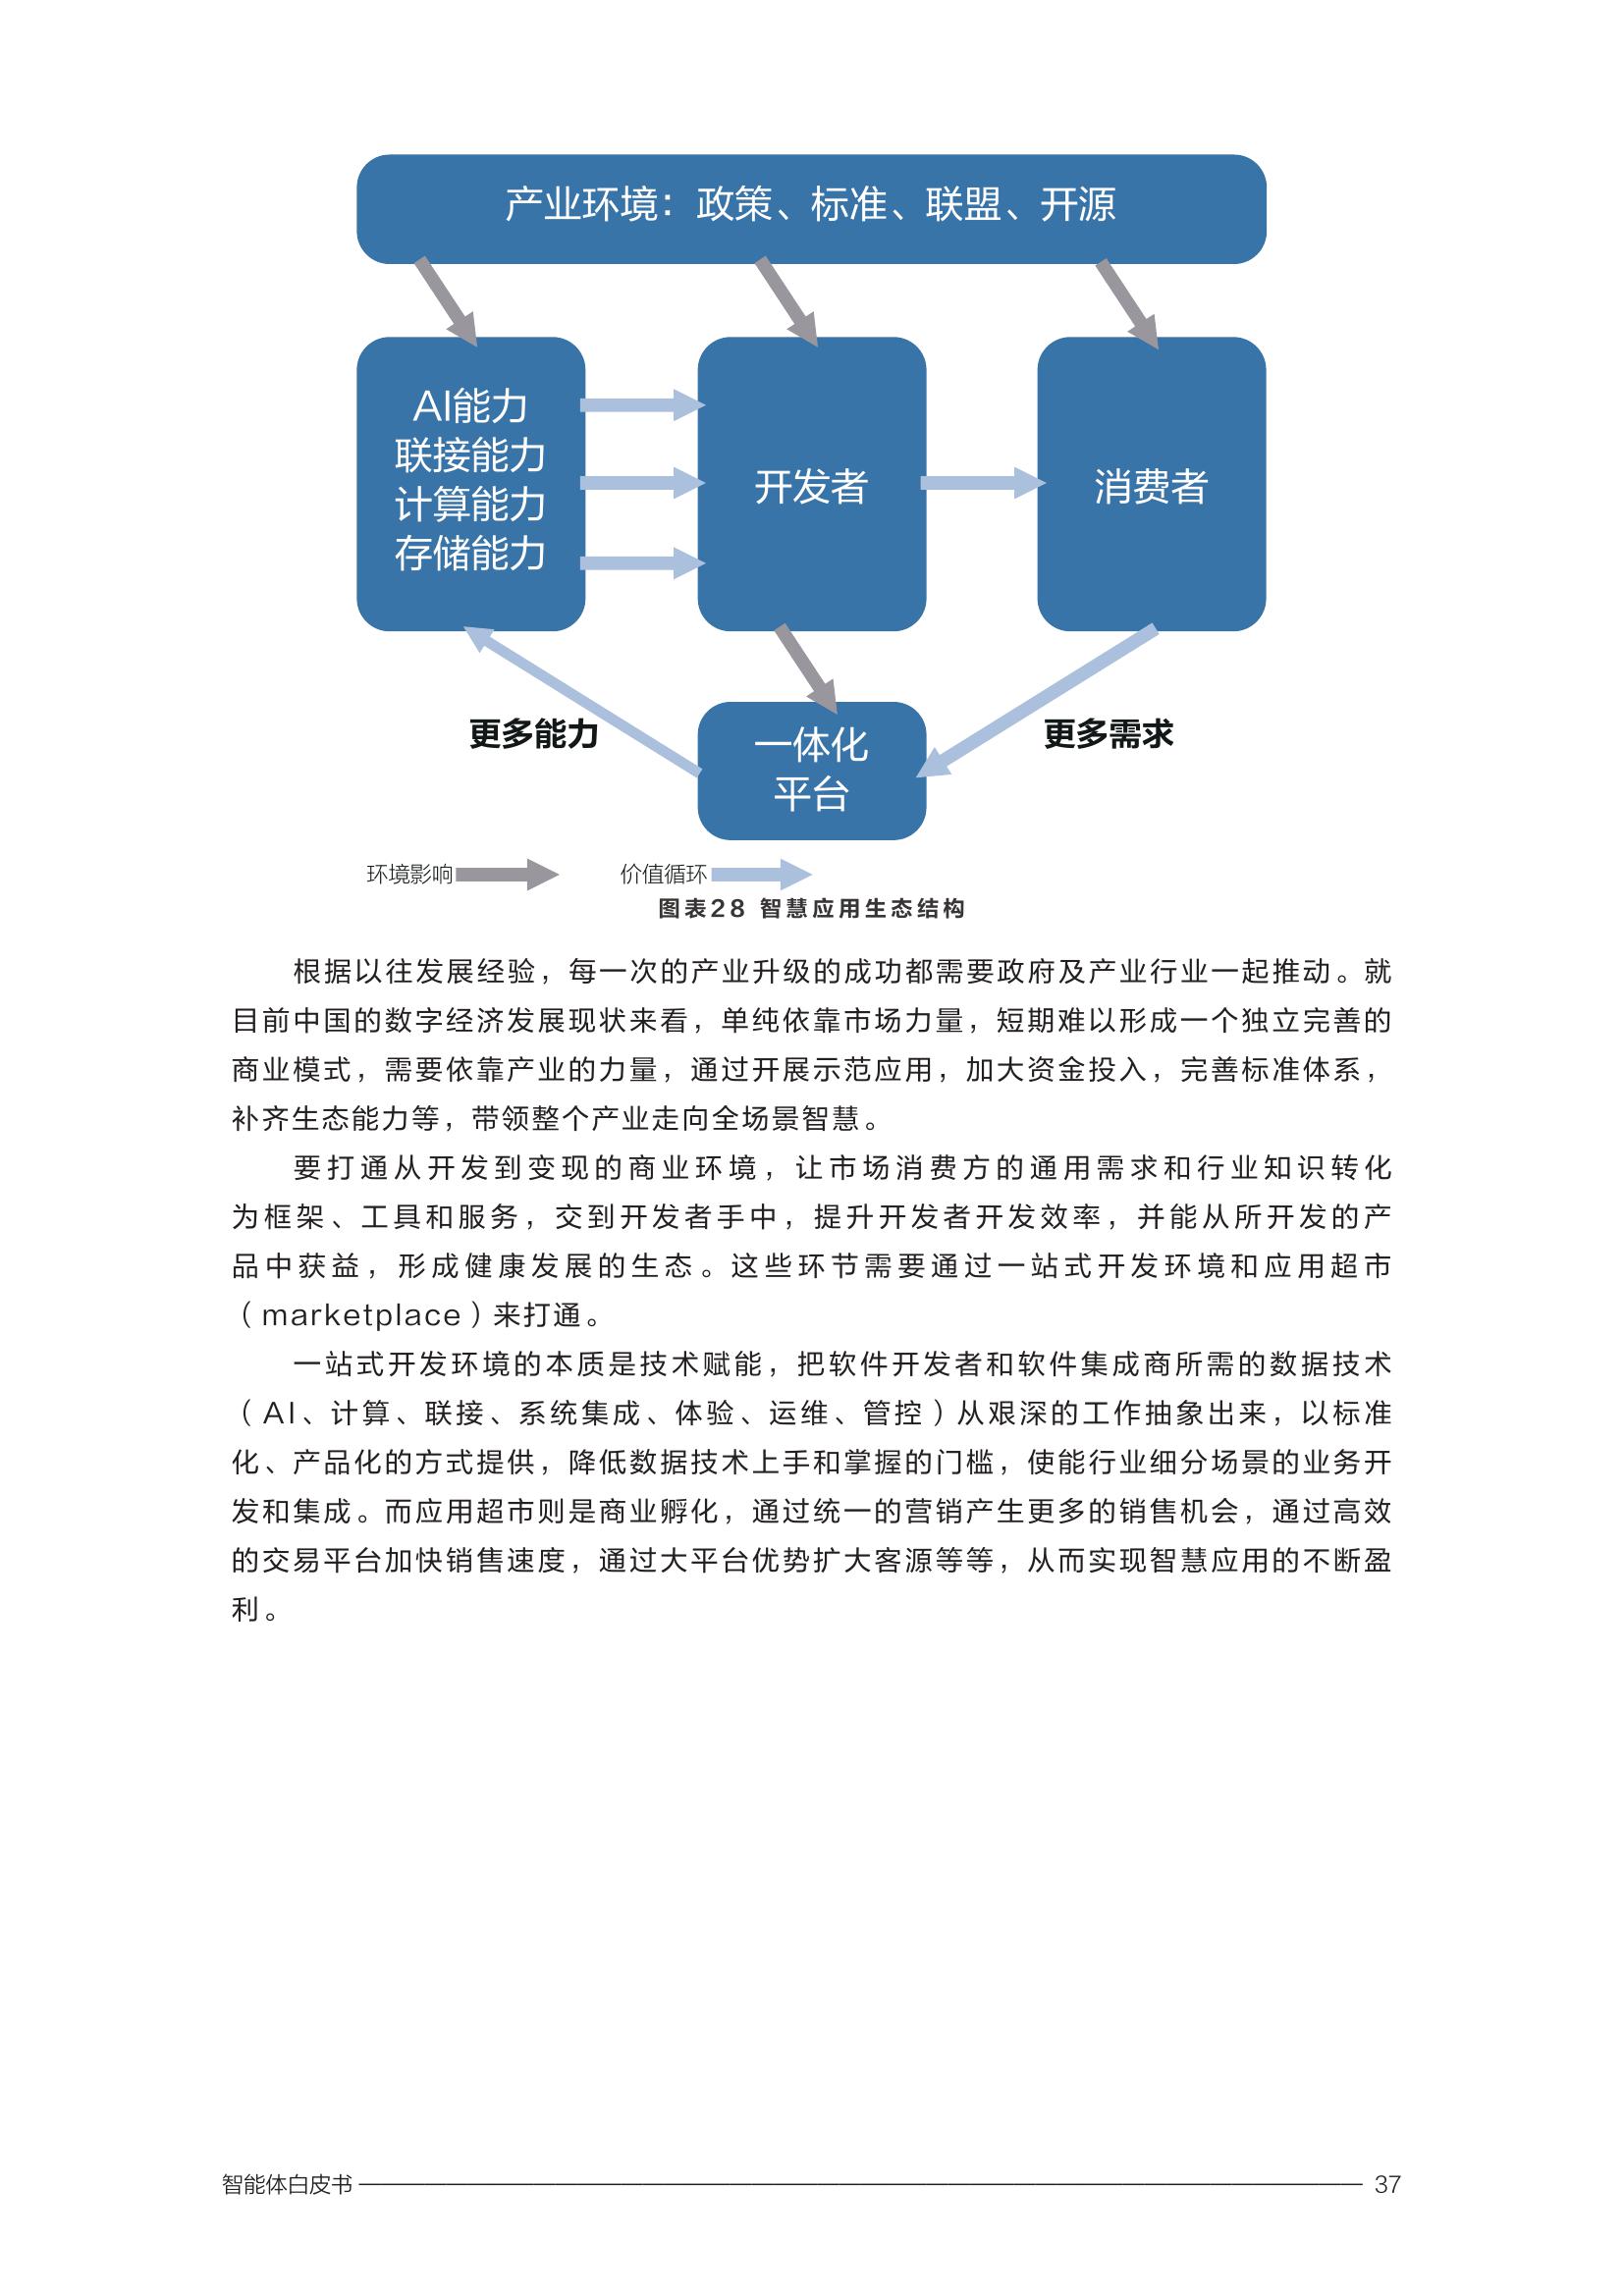 产业环境：政策、标准、联盟、开源
AI能力
联接能力
计算能力
存储能力
开发者
消费者
更多能力
一体化
平台
更多需求
环境影响
价值循环
图表28 智慧应用生态结构
根据以往发展经验，每一次的产业升级的成功都需要政府及产业行业一起推动。就
目前中国的数字经济发展现状来看，单纯依靠市场力量，短期难以形成一个独立完善的
商业模式，需要依靠产业的力量，通过开展示范应用，加大资金投入，完善标准体系，
补齐生态能力等，带领整个产业走向全场景智慧。
要打通从开发到变现的商业环境，让市场消费方的通用需求和行业知识转化
为框架、工具和服务，交到开发者手中，提升开发者开发效率，并能从所开发的产
品中获益，形成健康发展的生态。这些环节需要通过一站式开发环境和应用超市
（marketplace）来打通。
一站式开发环境的本质是技术赋能，把软件开发者和软件集成商所需的数据技术
（AI、计算、联接、系统集成、体验、运维、管控）从艰深的工作抽象出来，以标准
化、产品化的方式提供，降低数据技术上手和掌握的门槛，使能行业细分场景的业务开
发和集成。而应用超市则是商业孵化，通过统一的营销产生更多的销售机会，通过高效
的交易平台加快销售速度，通过大平台优势扩大客源等等，从而实现智慧应用的不断盈
利。
智能体白皮书 37